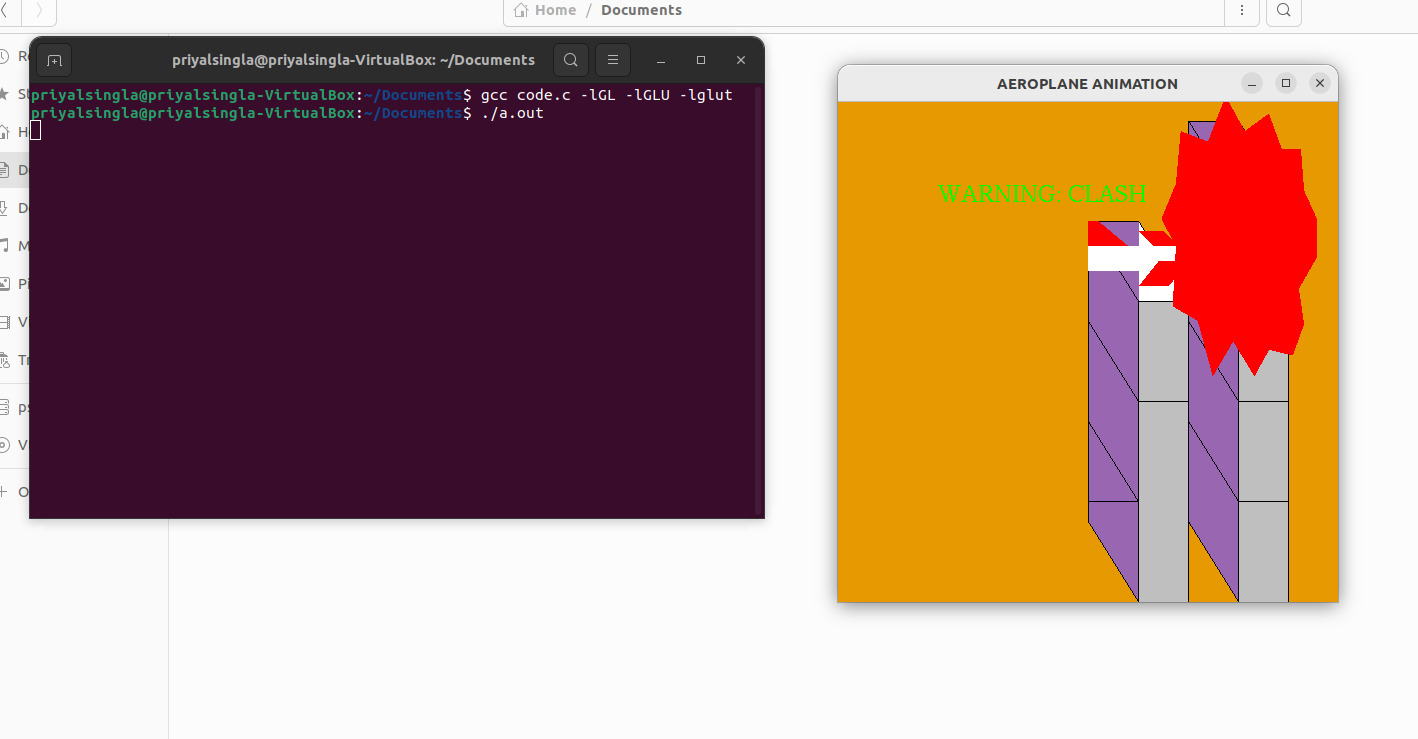 Home / Documents
priyalsingla@priyalsingla-VirtualBox: ~/Documents
priyalsingla@priyalsingla-VirtualBox:~/Documents$ gcc code.c -lGL -lGLU -lglut
priyalsingla@priyalsingla-VirtualBox:~/Documents$ ./a.out
AEROPLANE ANIMATION
WARNING: CLASH